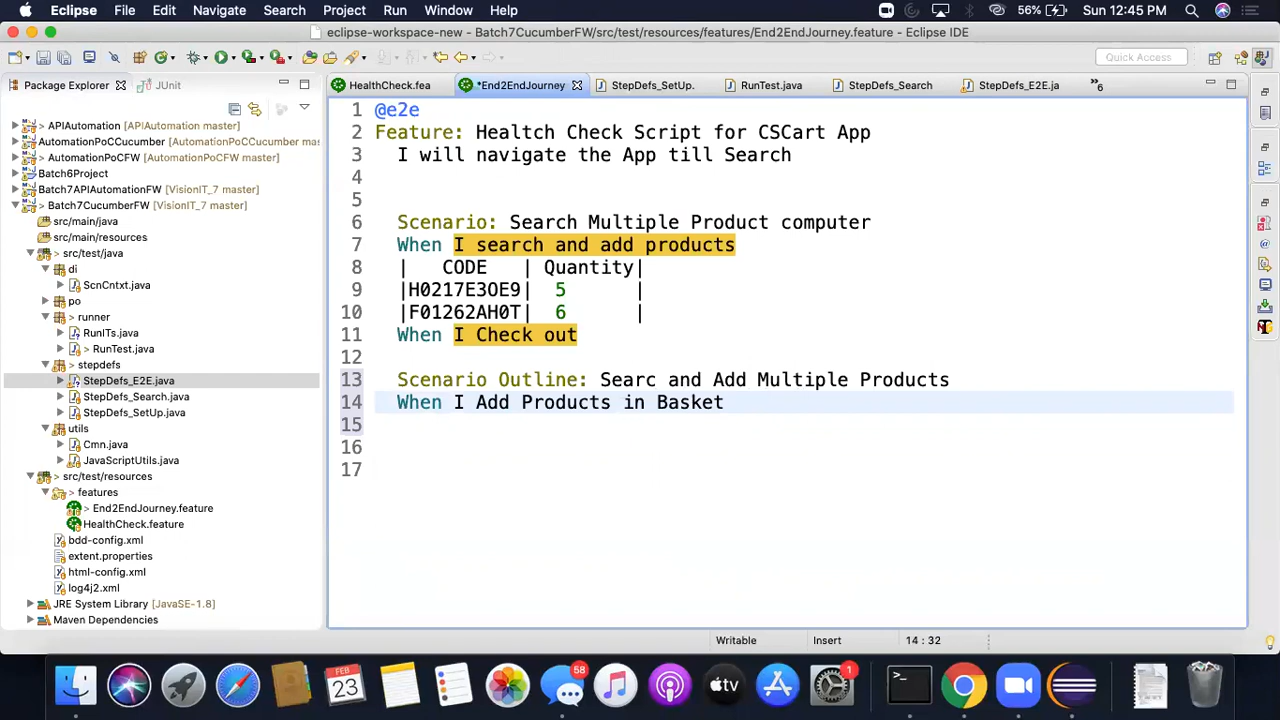 Eclipse File Edit Navigate Search Project Run Window Help 56% Sun 12:45 PM
eclipse-workspace-new - Batch7CucumberFW/src/test/resources/features/End2EndJourney.feature - Eclipse IDE
Quick Access
Package Explorer JUnit
HealthCheck.fea *End2EndJourney StepDefs_SetUp. RunTest.java StepDefs_Search StepDefs_E2E.ja »6
APIAutomation [APIAutomation master]
AutomationPoCCucumber [AutomationPoCCucumber mas
AutomationPoCFW [AutomationPoCFW master]
Batch6Project
Batch7APIAutomationFW [VisionIT_7 master]
Batch7CucumberFW [VisionIT_7 master]
src/main/java
src/main/resources
> src/test/java
di
ScnCntxt.java
po
runner
RunITs.java
> RunTest.java
> stepdefs
StepDefs_E2E.java
StepDefs_Search.java
StepDefs_SetUp.java
utils
Cmn.java
JavaScriptUtils.java
> src/test/resources
> features
> End2EndJourney.feature
HealthCheck.feature
bdd-config.xml
extent.properties
html-config.xml
log4j2.xml
JRE System Library [JavaSE-1.8]
Maven Dependencies
1 @e2e
2 Feature: Healtch Check Script for CSCart App
3 I will navigate the App till Search
4
5
6 Scenario: Search Multiple Product computer
7 When I search and add products
8 | CODE | Quantity|
9 |H0217E3OE9| 5 |
10 |F01262AH0T| 6 |
11 When I Check out
12
13 Scenario Outline: Searc and Add Multiple Products
14 When I Add Products in Basket
15
16
17
Writable Insert 14 : 32
FEB 23 58 tv 1